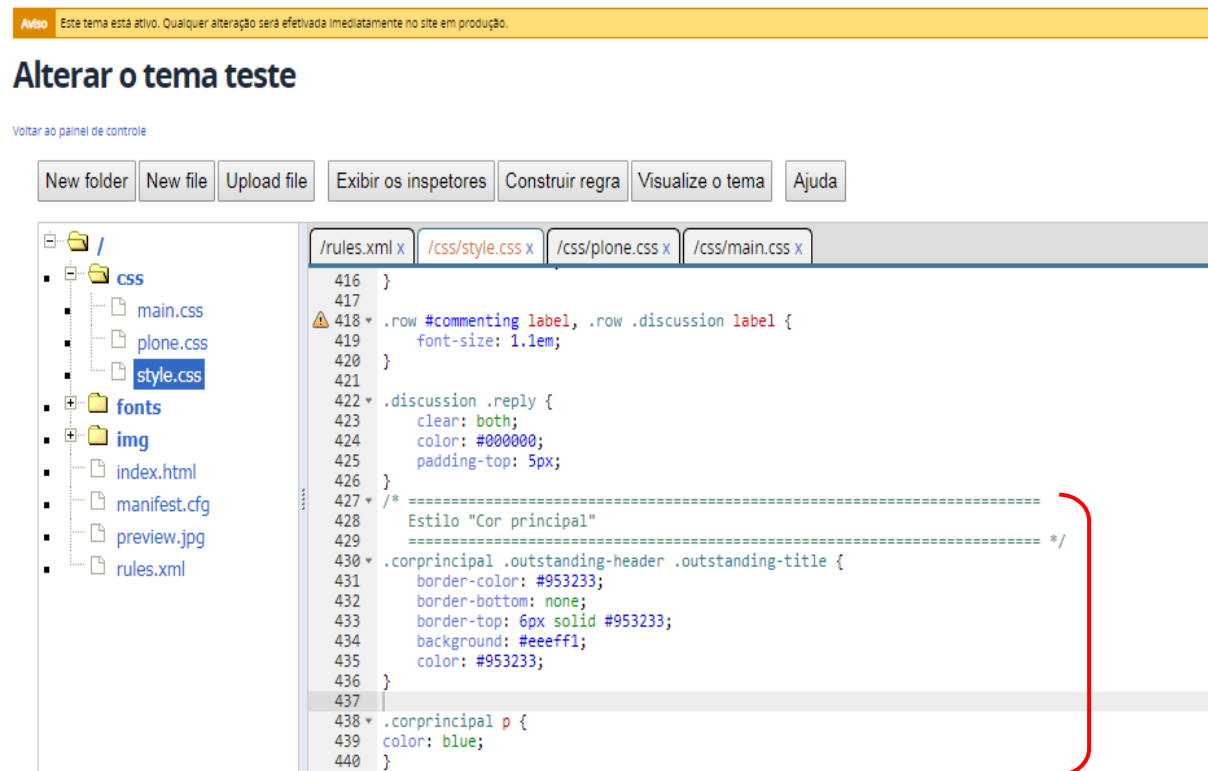 Aviso Este tema está ativo. Qualquer alteração será efetivada imediatamente no site em produção.
Alterar o tema teste
Voltar ao painel de controle
New folder New file Upload file Exibir os inspetores Construir regra Visualize o tema Ajuda
/
css
main.css
plone.css
style.css
fonts
img
index.html
manifest.cfg
preview.jpg
rules.xml
/rules.xml x /css/style.css x /css/plone.css x /css/main.css x
416 }
417
418 .row #commenting label, .row .discussion label {
419 font-size: 1.1em;
420 }
421
422 .discussion .reply {
423 clear: both;
424 color: #000000;
425 padding-top: 5px;
426 }
427 /* ==========================================================================
428 Estilo "Cor principal"
429 ========================================================================== */
430 .corprincipal .outstanding-header .outstanding-title {
431 border-color: #953233;
432 border-bottom: none;
433 border-top: 6px solid #953233;
434 background: #eeeff1;
435 color: #953233;
436 }
437
438 .corprincipal p {
439 color: blue;
440 }